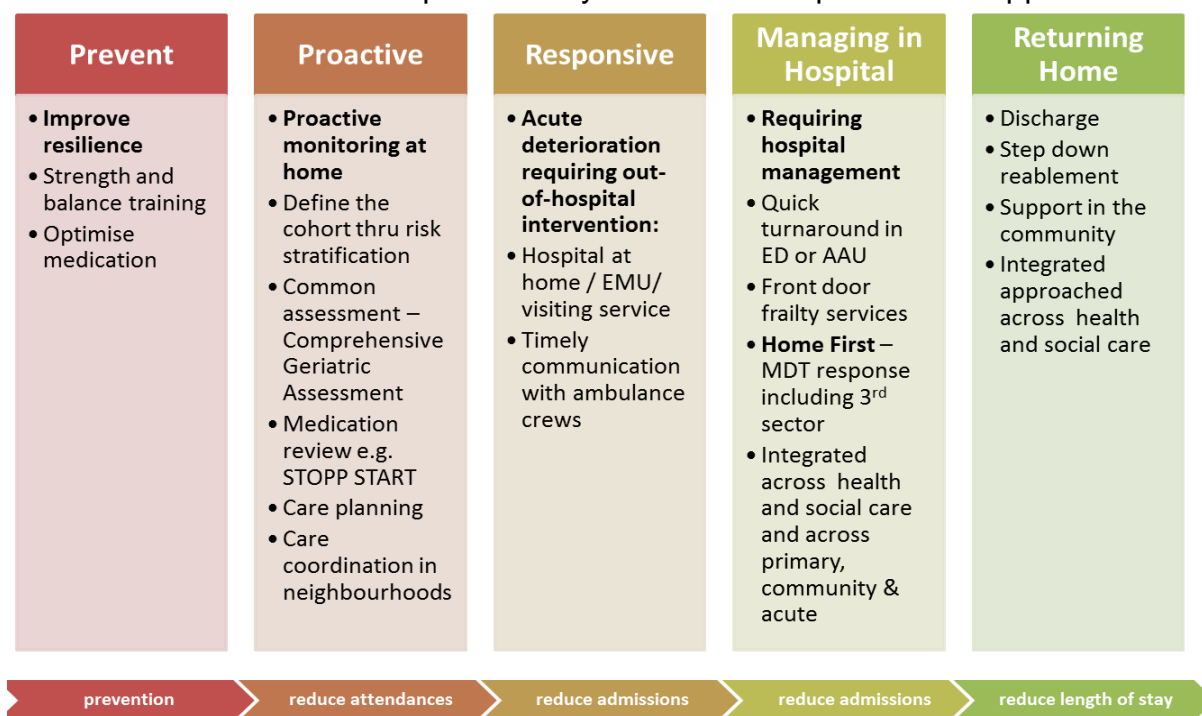 Prevent
• Improve
resilience
• Strength and
balance training
• Optimise
medication
Proactive
• Proactive
monitoring at
home
• Define the
cohort thru risk
stratification
• Common
assessment –
Comprehensive
Geriatric
Assessment
• Medication
review e.g.
STOPP START
• Care planning
• Care
coordination in
neighbourhoods
Responsive
• Acute
deterioration
requiring out-
of-hospital
intervention:
• Hospital at
home / EMU/
visiting service
• Timely
communication
with ambulance
crews
Managing in
Hospital
• Requiring
hospital
management
• Quick
turnaround in
ED or AAU
• Front door
frailty services
• Home First –
MDT response
including 3rd
sector
• Integrated
across health
and social care
and across
primary,
community &
acute
Returning
Home
• Discharge
• Step down
reablement
• Support in the
community
• Integrated
approached
across health
and social care
prevention
reduce attendances
reduce admissions
reduce admissions
reduce length of stay